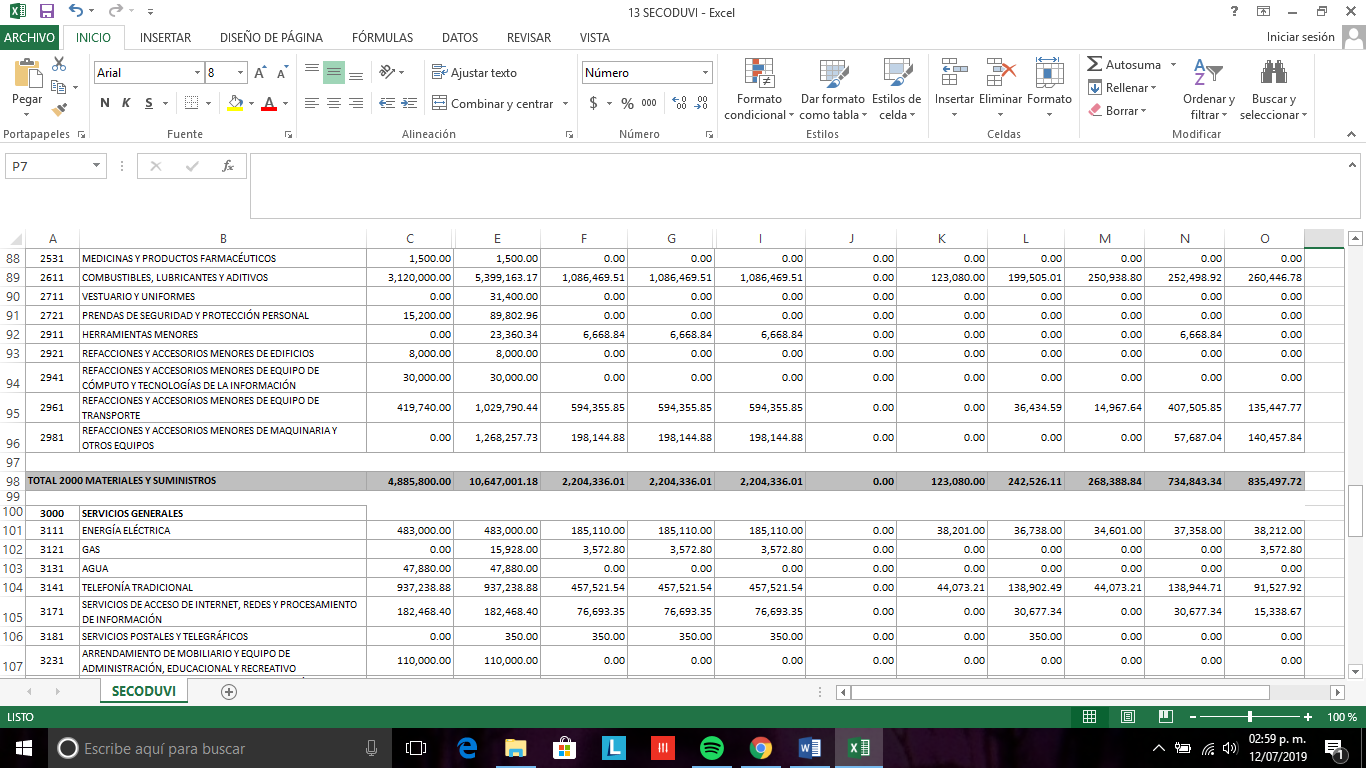 13 SECODUVI - Excel
ARCHIVO INICIO INSERTAR DISEÑO DE PÁGINA FÓRMULAS DATOS REVISAR VISTA Iniciar sesión
Pegar
Portapapeles
Arial 8
N K S
Fuente
Ajustar texto
Combinar y centrar
Alineación
Número
$ % 000
Número
Formato condicional
Dar formato como tabla
Estilos de celda
Estilos
Insertar Eliminar Formato
Celdas
Autosuma
Rellenar
Borrar
Ordenar y filtrar
Buscar y seleccionar
Modificar
P7 fx
A B C E F G I J K L M N O
88 2531 MEDICINAS Y PRODUCTOS FARMACÉUTICOS 1,500.00 1,500.00 0.00 0.00 0.00 0.00 0.00 0.00 0.00 0.00 0.00
89 2611 COMBUSTIBLES, LUBRICANTES Y ADITIVOS 3,120,000.00 5,399,163.17 1,086,469.51 1,086,469.51 1,086,469.51 0.00 123,080.00 199,505.01 250,938.80 252,498.92 260,446.78
90 2711 VESTUARIO Y UNIFORMES 0.00 31,400.00 0.00 0.00 0.00 0.00 0.00 0.00 0.00 0.00 0.00
91 2721 PRENDAS DE SEGURIDAD Y PROTECCIÓN PERSONAL 15,200.00 89,802.96 0.00 0.00 0.00 0.00 0.00 0.00 0.00 0.00 0.00
92 2911 HERRAMIENTAS MENORES 0.00 23,360.34 6,668.84 6,668.84 6,668.84 0.00 0.00 0.00 0.00 6,668.84 0.00
93 2921 REFACCIONES Y ACCESORIOS MENORES DE EDIFICIOS 8,000.00 8,000.00 0.00 0.00 0.00 0.00 0.00 0.00 0.00 0.00 0.00
94 2941 REFACCIONES Y ACCESORIOS MENORES DE EQUIPO DE CÓMPUTO Y TECNOLOGÍAS DE LA INFORMACIÓN 30,000.00 30,000.00 0.00 0.00 0.00 0.00 0.00 0.00 0.00 0.00 0.00
95 2961 REFACCIONES Y ACCESORIOS MENORES DE EQUIPO DE TRANSPORTE 419,740.00 1,029,790.44 594,355.85 594,355.85 594,355.85 0.00 0.00 36,434.59 14,967.64 407,505.85 135,447.77
96 2981 REFACCIONES Y ACCESORIOS MENORES DE MAQUINARIA Y OTROS EQUIPOS 0.00 1,268,257.73 198,144.88 198,144.88 198,144.88 0.00 0.00 0.00 0.00 57,687.04 140,457.84
97
98 TOTAL 2000 MATERIALES Y SUMINISTROS 4,885,800.00 10,647,001.18 2,204,336.01 2,204,336.01 2,204,336.01 0.00 123,080.00 242,526.11 268,388.84 734,843.34 835,497.72
99
100 3000 SERVICIOS GENERALES
101 3111 ENERGÍA ELÉCTRICA 483,000.00 483,000.00 185,110.00 185,110.00 185,110.00 0.00 38,201.00 36,738.00 34,601.00 37,358.00 38,212.00
102 3121 GAS 0.00 15,928.00 3,572.80 3,572.80 3,572.80 0.00 0.00 0.00 0.00 0.00 3,572.80
103 3131 AGUA 47,880.00 47,880.00 0.00 0.00 0.00 0.00 0.00 0.00 0.00 0.00 0.00
104 3141 TELEFONÍA TRADICIONAL 937,238.88 937,238.88 457,521.54 457,521.54 457,521.54 0.00 44,073.21 138,902.49 44,073.21 138,944.71 91,527.92
105 3171 SERVICIOS DE ACCESO DE INTERNET, REDES Y PROCESAMIENTO DE INFORMACIÓN 182,468.40 182,468.40 76,693.35 76,693.35 76,693.35 0.00 0.00 30,677.34 0.00 30,677.34 15,338.67
106 3181 SERVICIOS POSTALES Y TELEGRÁFICOS 0.00 350.00 350.00 350.00 350.00 0.00 0.00 350.00 0.00 0.00 0.00
107 3231 ARRENDAMIENTO DE MOBILIARIO Y EQUIPO DE ADMINISTRACIÓN, EDUCACIONAL Y RECREATIVO 110,000.00 110,000.00 0.00 0.00 0.00 0.00 0.00 0.00 0.00 0.00 0.00
SECODUVI
LISTO 100 %
Escribe aquí para buscar
02:59 p. m.
12/07/2019
1